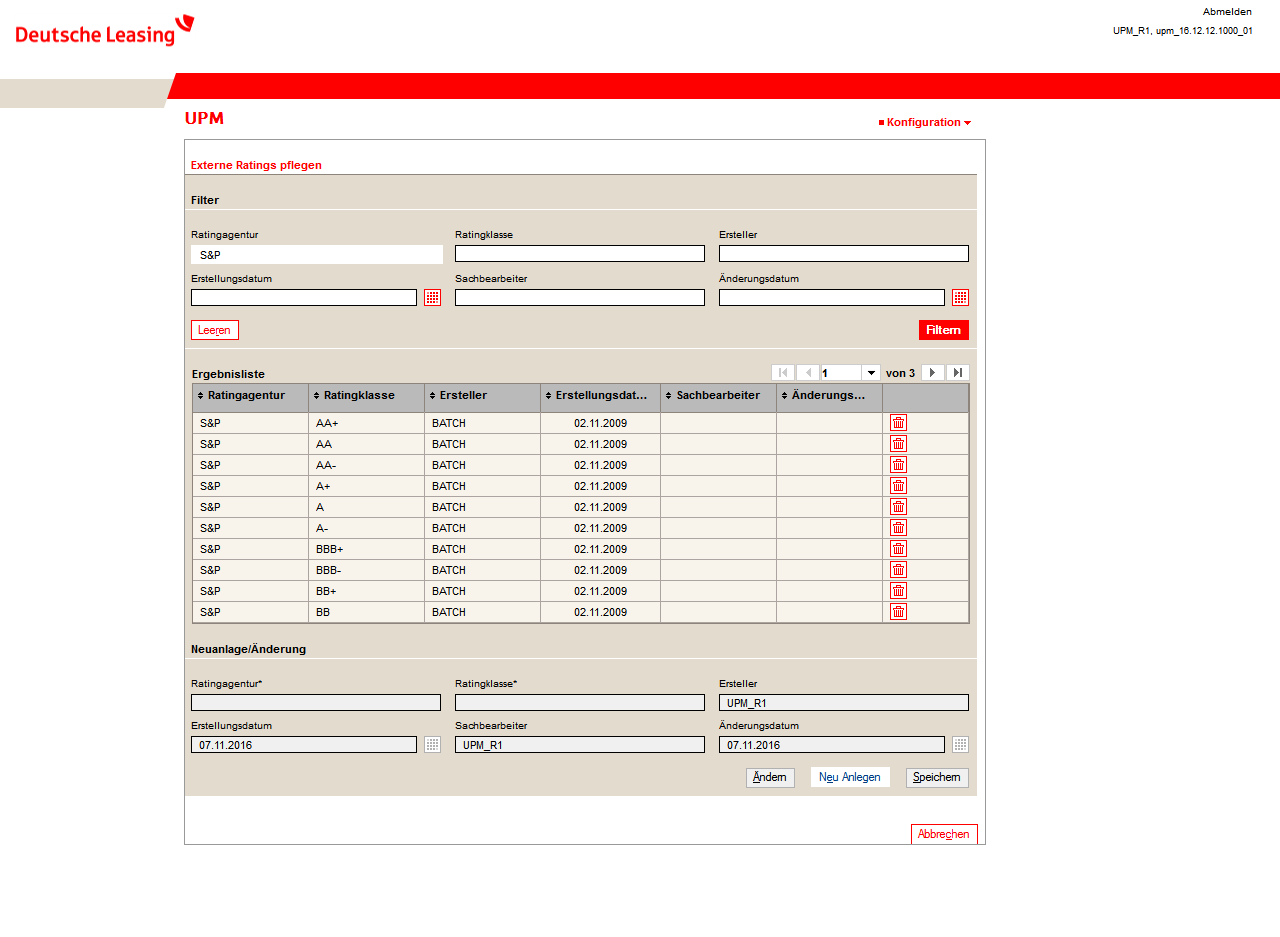 Deutsche Leasing
Abmelden
UPM_R1, upm_16.12.12.1000_01
UPM
Konfiguration
Externe Ratings pflegen
Filter
Ratingagentur Ratingklasse Ersteller
S&P
Erstellungsdatum Sachbearbeiter Änderungsdatum
Leeren Filtern
Ergebnisliste 1 von 3
Ratingagentur Ratingklasse Ersteller Erstellungsdat... Sachbearbeiter Änderungs...
S&P AA+ BATCH 02.11.2009
S&P AA BATCH 02.11.2009
S&P AA- BATCH 02.11.2009
S&P A+ BATCH 02.11.2009
S&P A BATCH 02.11.2009
S&P A- BATCH 02.11.2009
S&P BBB+ BATCH 02.11.2009
S&P BBB- BATCH 02.11.2009
S&P BB+ BATCH 02.11.2009
S&P BB BATCH 02.11.2009
Neuanlage/Änderung
Ratingagentur* Ratingklasse* Ersteller
UPM_R1
Erstellungsdatum Sachbearbeiter Änderungsdatum
07.11.2016 UPM_R1 07.11.2016
Ändern Neu Anlegen Speichern
Abbrechen